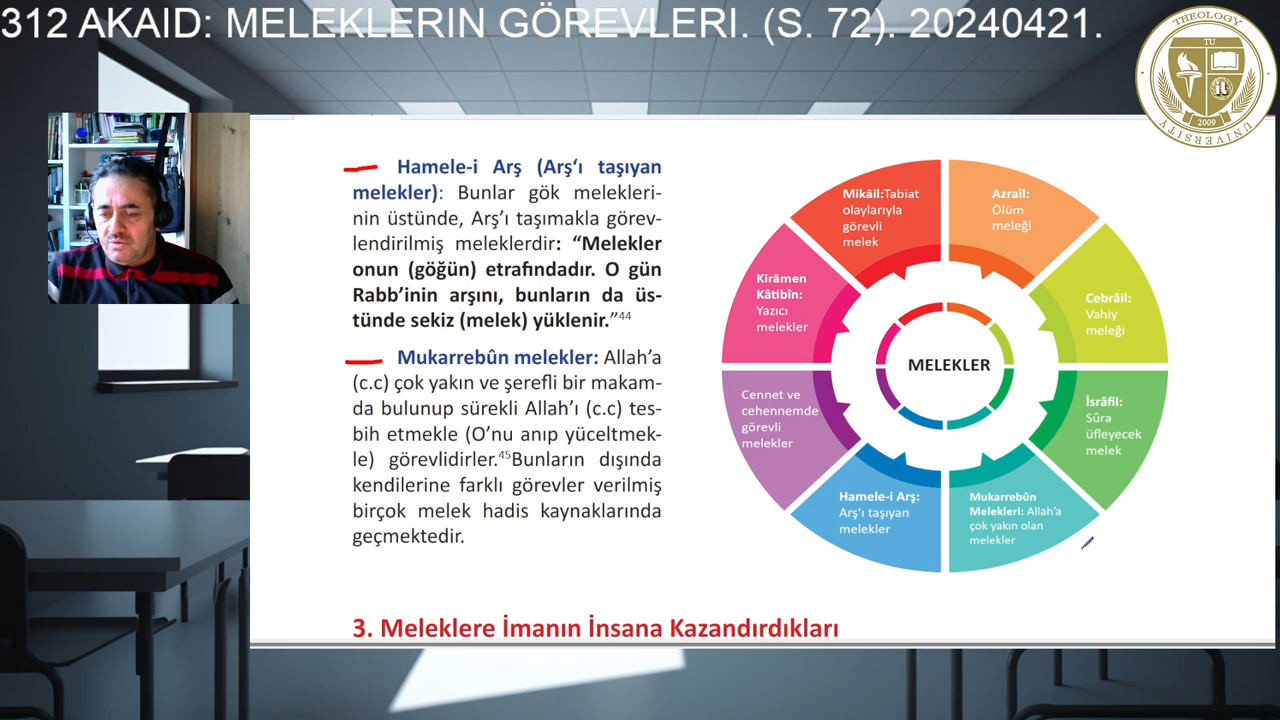 312 AKAID: MELEKLERIN GÖREVLERI. (S. 72). 20240421.
THEOLOGY
TU
it
2009
UNIVERSITY
Hamele-i Arş (Arş‘ı taşıyan
melekler): Bunlar gök melekleri-
nin üstünde, Arş’ı taşımakla görev-
lendirilmiş meleklerdir: “Melekler
onun (göğün) etrafındadır. O gün
Rabb’inin arşını, bunların da üs-
tünde sekiz (melek) yüklenir.”44
Mukarrebûn melekler: Allah’a
(c.c) çok yakın ve şerefli bir makam-
da bulunup sürekli Allah’ı (c.c) tes-
bih etmekle (O’nu anıp yüceltmek-
le) görevlidirler.45Bunların dışında
kendilerine farklı görevler verilmiş
birçok melek hadis kaynaklarında
geçmektedir.
Mikâil:Tabiat
olaylarıyla
görevli
melek
Azraîl:
Ölüm
meleği
Cebrâil:
Vahiy
meleği
İsrâfil:
Sûra
üfleyecek
melek
Mukarrebûn
Melekleri: Allah’a
çok yakın olan
melekler
Hamele-i Arş:
Arş’ı taşıyan
melekler
Cennet ve
cehennemde
görevli
melekler
Kirâmen
Kâtibîn:
Yazıcı
melekler
MELEKLER
3. Meleklere İmanın İnsana Kazandırdıkları